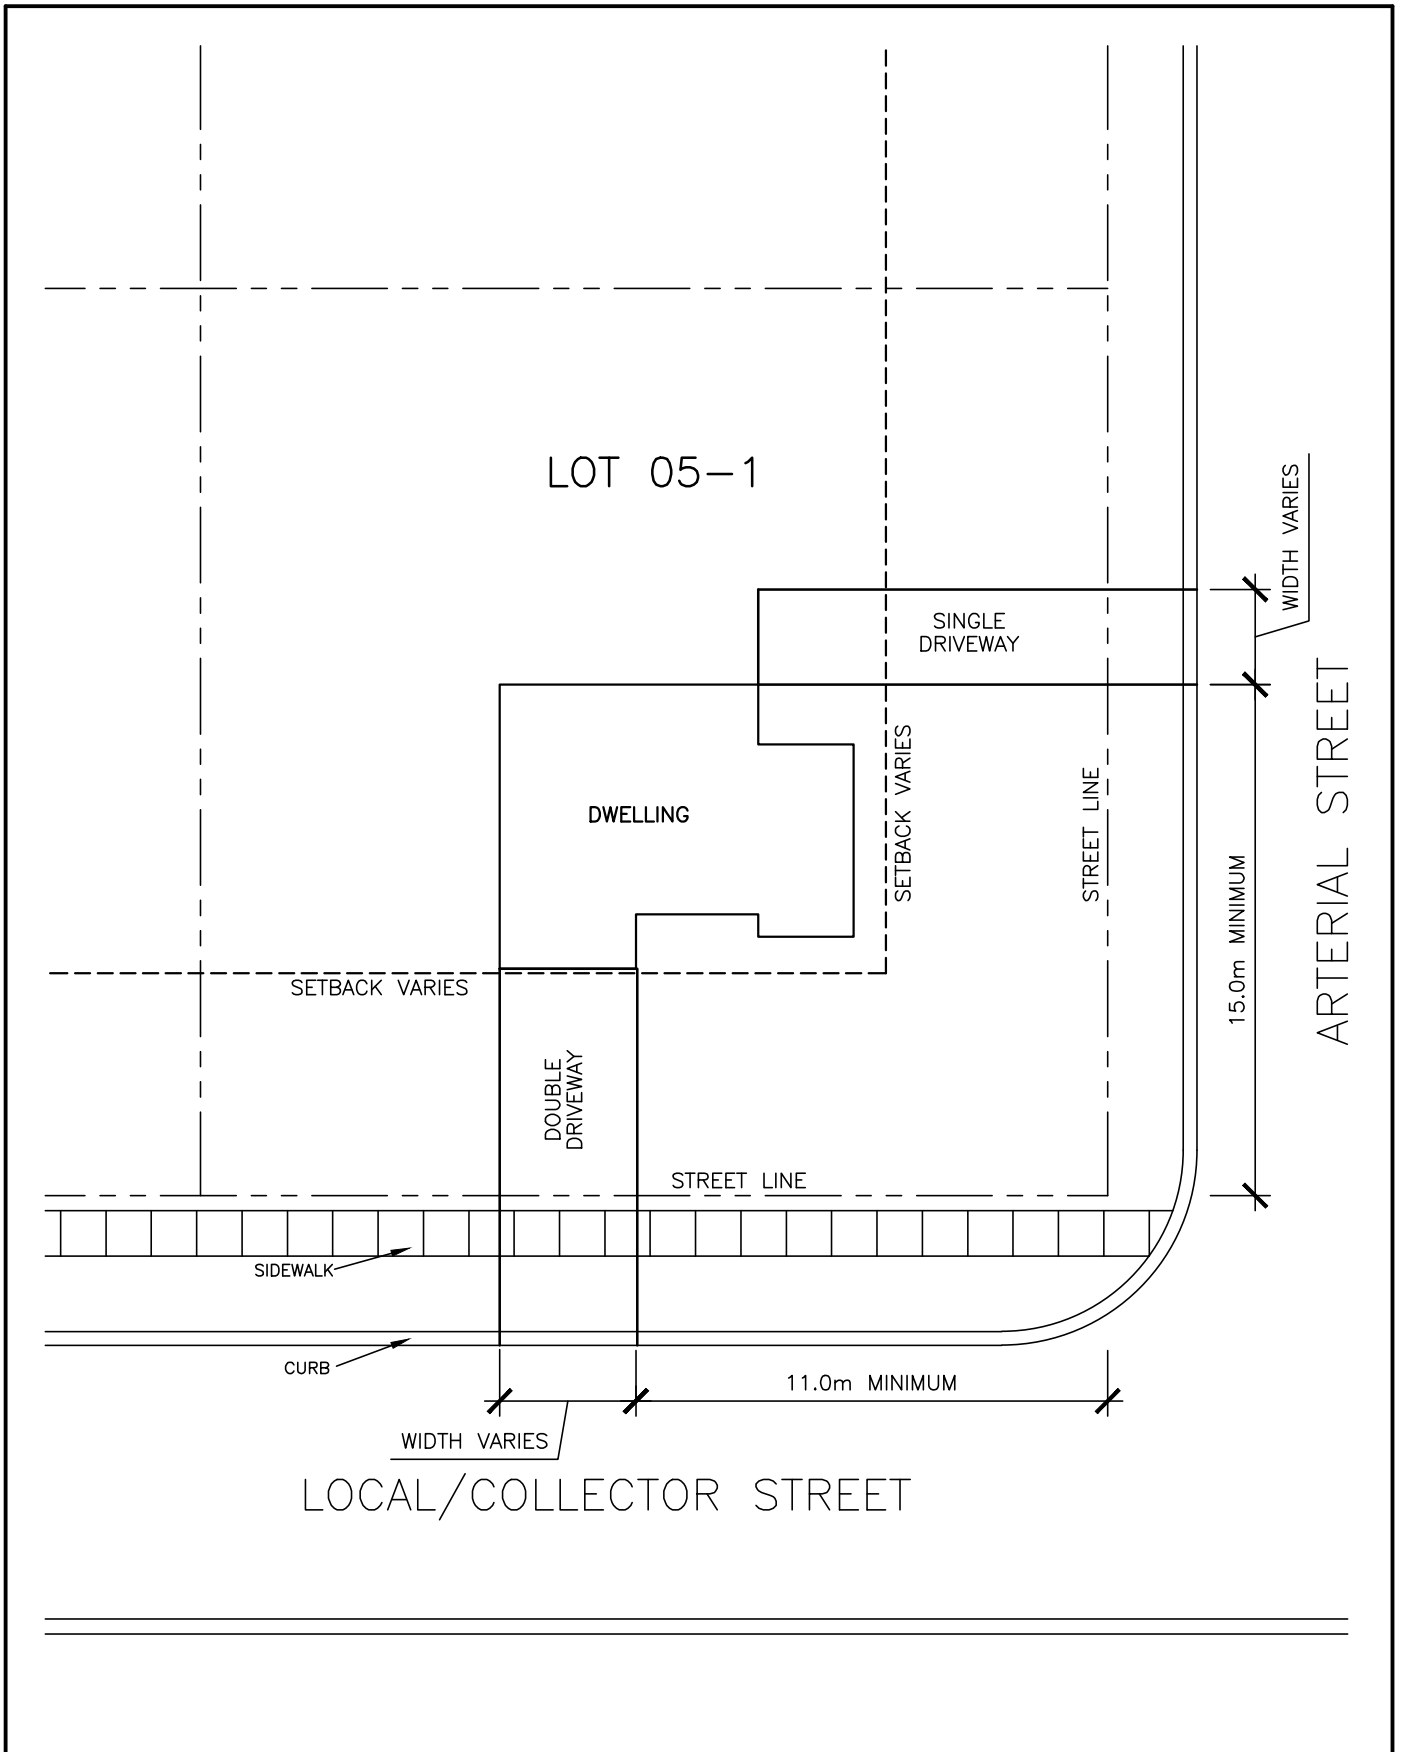 LOT 05-1
WIDTH VARIES
SINGLE
DRIVEWAY
ARTERIAL STREET
SETBACK VARIES
STREET LINE
DWELLING
15.0m MINIMUM
SETBACK VARIES
DOUBLE
DRIVEWAY
STREET LINE
SIDEWALK
CURB
11.0m MINIMUM
WIDTH VARIES
LOCAL/COLLECTOR STREET